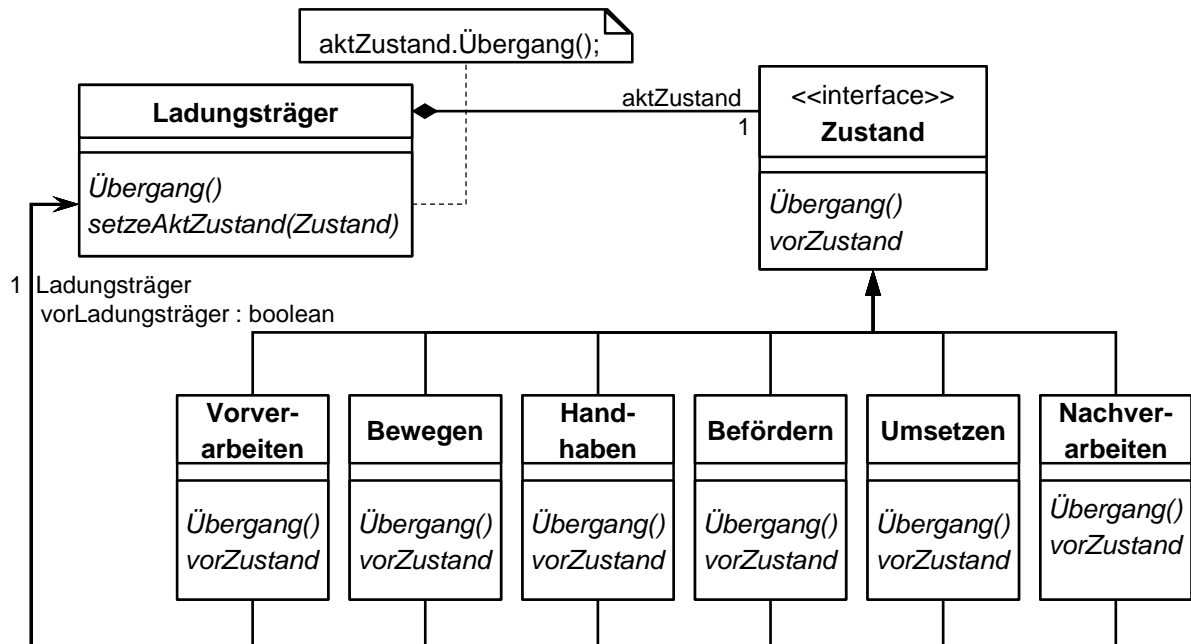 aktZustand.Übergang();
Ladungsträger
Übergang()
setzeAktZustand(Zustand)
aktZustand
1
<<interface>>
Zustand
Übergang()
vorZustand
1 Ladungsträger
vorLadungsträger : boolean
Vorver-
arbeiten
Übergang()
vorZustand
Bewegen
Übergang()
vorZustand
Hand-
haben
Übergang()
vorZustand
Befördern
Übergang()
vorZustand
Umsetzen
Übergang()
vorZustand
Nachver-
arbeiten
Übergang()
vorZustand